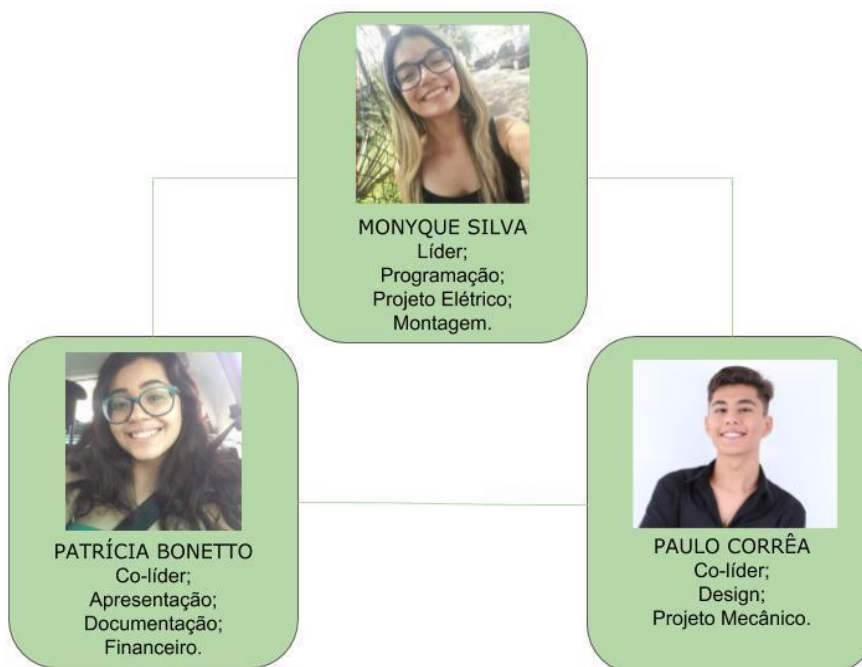 MONYQUE SILVA
Líder;
Programação;
Projeto Elétrico;
Montagem.
PATRÍCIA BONETTO
Co-líder;
Apresentação;
Documentação;
Financeiro.
PAULO CORRÊA
Co-líder;
Design;
Projeto Mecânico.